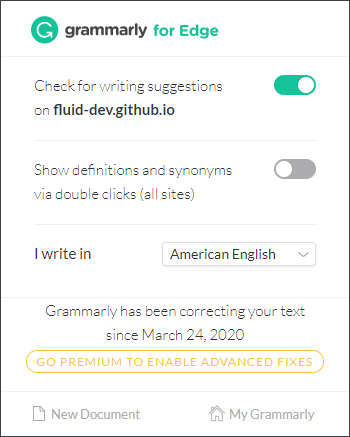 grammarly for Edge
Check for writing suggestions
on fluid-dev.github.io
Show definitions and synonyms
via double clicks (all sites)
I write in American English
Grammarly has been correcting your text
since March 24, 2020
GO PREMIUM TO ENABLE ADVANCED FIXES
New Document My Grammarly